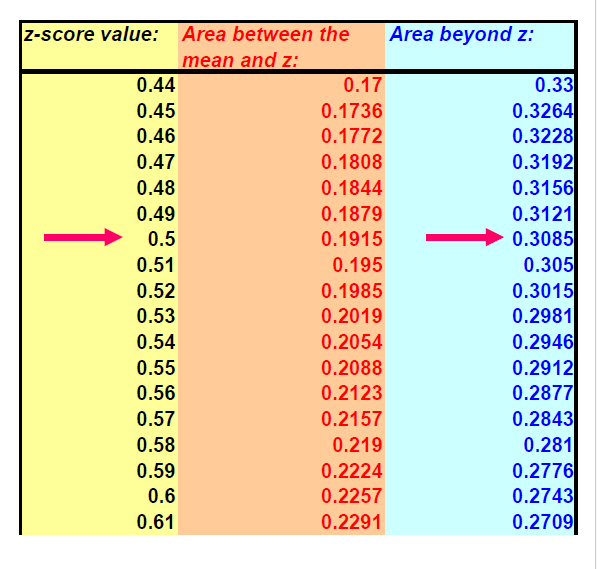 z-score value: Area between the mean and z: Area beyond z:
0.44 0.17 0.33
0.45 0.1736 0.3264
0.46 0.1772 0.3228
0.47 0.1808 0.3192
0.48 0.1844 0.3156
0.49 0.1879 0.3121
0.5 0.1915 0.3085
0.51 0.195 0.305
0.52 0.1985 0.3015
0.53 0.2019 0.2981
0.54 0.2054 0.2946
0.55 0.2088 0.2912
0.56 0.2123 0.2877
0.57 0.2157 0.2843
0.58 0.219 0.281
0.59 0.2224 0.2776
0.6 0.2257 0.2743
0.61 0.2291 0.2709